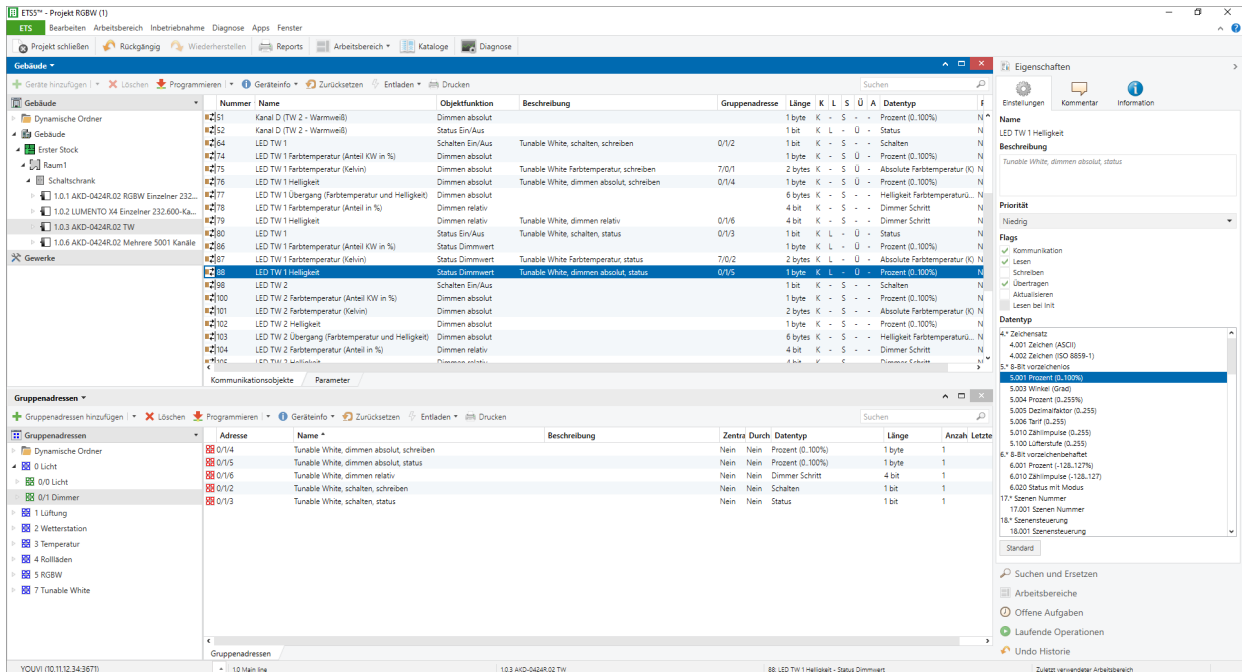 ETS5™ - Projekt RGBW (1)
ETS Bearbeiten Arbeitsbereich Inbetriebnahme Diagnose Apps Fenster
Projekt schließen Rückgängig Wiederherstellen Reports Arbeitsbereich Kataloge Diagnose
Gebäude
Geräte hinzufügen Löschen Programmieren Geräteinfo Zurücksetzen Entladen Drucken Suchen
Gebäude
Dynamische Ordner
Gebäude
Erster Stock
Raum1
Schaltschrank
1.0.1 AKD-0424R.02 RGBW Einzelner 232...
1.0.2 LUMENTO X4 Einzelner 232.600-Ka...
1.0.3 AKD-0424R.02 TW
1.0.6 AKD-0424R.02 Mehrere 5001 Kanäle
Gewerke
Nummer Name Objektfunktion Beschreibung Gruppenadresse Länge K L S Ü A Datentyp
51 Kanal D (TW 2 - Warmweiß) Dimmen absolut 1 byte K - S - - Prozent (0..100%) N
52 Kanal D (TW 2 - Warmweiß) Status Ein/Aus 1 bit K L - Ü - Status N
64 LED TW 1 Schalten Ein/Aus Tunable White, schalten, schreiben 0/1/2 1 bit K - S - - Schalten N
74 LED TW 1 Farbtemperatur (Anteil KW in %) Dimmen absolut 1 byte K - S Ü - Prozent (0..100%) N
75 LED TW 1 Farbtemperatur (Kelvin) Dimmen absolut Tunable White Farbtemperatur, schreiben 7/0/1 2 bytes K - S Ü - Absolute Farbtemperatur (K) N
76 LED TW 1 Helligkeit Dimmen absolut Tunable White, dimmen absolut, schreiben 0/1/4 1 byte K - S Ü - Prozent (0..100%) N
77 LED TW 1 Übergang (Farbtemperatur und Helligkeit) Dimmen absolut 6 bytes K - S - - Helligkeit Farbtemperaturü... N
78 LED TW 1 Farbtemperatur (Anteil in %) Dimmen relativ 4 bit K - S - - Dimmer Schritt N
79 LED TW 1 Helligkeit Dimmen relativ Tunable White, dimmen relativ 0/1/6 4 bit K - S - - Dimmer Schritt N
80 LED TW 1 Status Ein/Aus Tunable White, schalten, status 0/1/3 1 bit K L - Ü - Status N
86 LED TW 1 Farbtemperatur (Anteil KW in %) Status Dimmwert 1 byte K L - Ü - Prozent (0..100%) N
87 LED TW 1 Farbtemperatur (Kelvin) Status Dimmwert Tunable White Farbtemperatur, status 7/0/2 2 bytes K L - Ü - Absolute Farbtemperatur (K) N
88 LED TW 1 Helligkeit Status Dimmwert Tunable White, dimmen absolut, status 0/1/5 1 byte K L - Ü - Prozent (0..100%) N
98 LED TW 2 Schalten Ein/Aus 1 bit K - S - - Schalten N
100 LED TW 2 Farbtemperatur (Anteil KW in %) Dimmen absolut 1 byte K - S - - Prozent (0..100%) N
101 LED TW 2 Farbtemperatur (Kelvin) Dimmen absolut 2 bytes K - S - - Absolute Farbtemperatur (K) N
102 LED TW 2 Helligkeit Dimmen absolut 1 byte K - S - - Prozent (0..100%) N
103 LED TW 2 Übergang (Farbtemperatur und Helligkeit) Dimmen absolut 6 bytes K - S - - Helligkeit Farbtemperaturü... N
104 LED TW 2 Farbtemperatur (Anteil in %) Dimmen relativ 4 bit K - S - - Dimmer Schritt N
105 LED TW 2 Helligkeit Dimmen relativ 4 bit K - S - - Dimmer Schritt N
Kommunikationsobjekte Parameter
Gruppenadressen
Gruppenadressen hinzufügen Löschen Programmieren Geräteinfo Zurücksetzen Entladen Drucken Suchen
Gruppenadressen
Dynamische Ordner
0 Licht
0/0 Licht
0/1 Dimmer
1 Lüftung
2 Wetterstation
3 Temperatur
4 Rollläden
5 RGBW
7 Tunable White
Adresse Name Beschreibung Zentra Durch Datentyp Länge Anzah Letzte
0/1/4 Tunable White, dimmen absolut, schreiben Nein Nein Prozent (0..100%) 1 byte 1
0/1/5 Tunable White, dimmen absolut, status Nein Nein Prozent (0..100%) 1 byte 1
0/1/6 Tunable White, dimmen relativ Nein Nein Dimmer Schritt 4 bit 1
0/1/2 Tunable White, schalten, schreiben Nein Nein Schalten 1 bit 1
0/1/3 Tunable White, schalten, status Nein Nein Status 1 bit 1
Gruppenadressen
Eigenschaften
Einstellungen Kommentar Information
Name
LED TW 1 Helligkeit
Beschreibung
Tunable White, dimmen absolut, status
Priorität
Niedrig
Flags
Kommunikation
Lesen
Schreiben
Übertragen
Aktualisieren
Lesen bei Init
Datentyp
4.* Zeichensatz
4.001 Zeichen (ASCII)
4.002 Zeichen (ISO 8859-1)
5.* 8-Bit vorzeichenlos
5.001 Prozent (0..100%)
5.003 Winkel (Grad)
5.004 Prozent (0..255%)
5.005 Dezimalfaktor (0..255)
5.006 Tarif (0..255)
5.010 Zählimpulse (0..255)
5.100 Lüfterstufe (0..255)
6.* 8-Bit vorzeichenbehaftet
6.001 Prozent (-128..127%)
6.010 Zählimpulse (-128..127)
6.020 Status mit Modus
17.* Szenen Nummer
17.001 Szenen Nummer
18.* Szenensteuerung
18.001 Szenensteuerung
Standard
Suchen und Ersetzen
Arbeitsbereiche
Offene Aufgaben
Laufende Operationen
Undo Historie
YOUVI (10.11.12.34:3671) 1.0 Main line 1.0.3 AKD-0424R.02 TW 88: LED TW 1 Helligkeit - Status Dimmwert Zuletzt verwendeter Arbeitsbereich